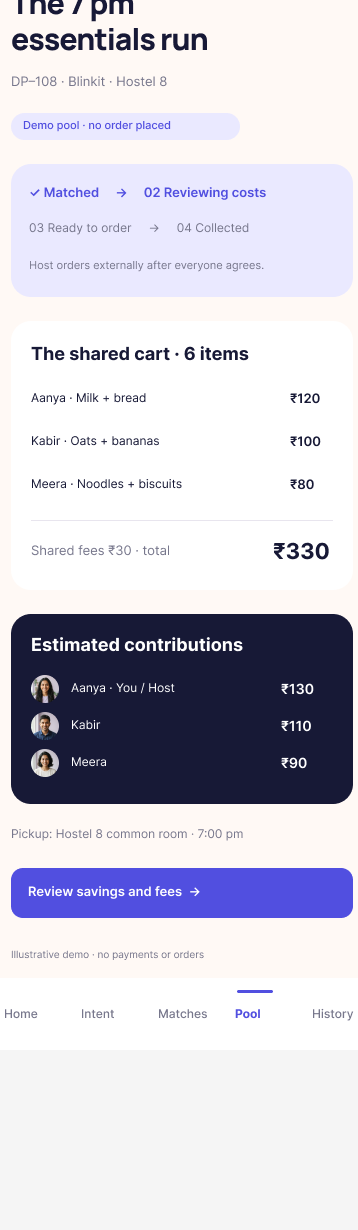 The 7 pm
essentials run
DP–108 · Blinkit · Hostel 8
Demo pool · no order placed
✓ Matched → 02 Reviewing costs
03 Ready to order → 04 Collected
Host orders externally after everyone agrees.
The shared cart · 6 items
Aanya · Milk + bread ₹120
Kabir · Oats + bananas ₹100
Meera · Noodles + biscuits ₹80
Shared fees ₹30 · total ₹330
Estimated contributions
Aanya · You / Host ₹130
Kabir ₹110
Meera ₹90
Pickup: Hostel 8 common room · 7:00 pm
Review savings and fees →
Illustrative demo · no payments or orders
Home Intent Matches Pool History